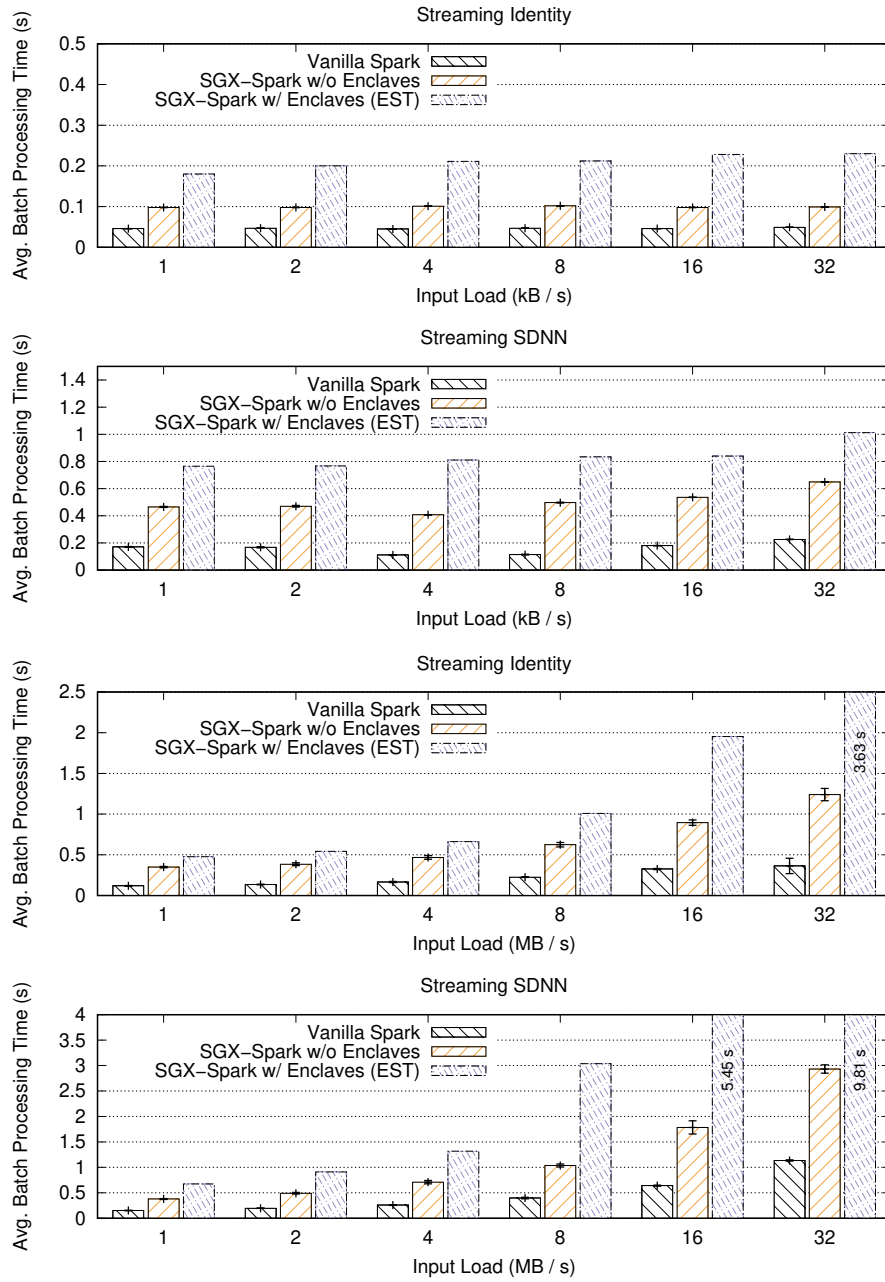 Streaming Identity
Avg. Batch Processing Time (s)
0.5
0.4
0.3
0.2
0.1
0
Vanilla Spark
SGX-Spark w/o Enclaves
SGX-Spark w/ Enclaves (EST)
1 2 4 8 16 32
Input Load (kB / s)
Streaming SDNN
Avg. Batch Processing Time (s)
1.4
1.2
1
0.8
0.6
0.4
0.2
0
Vanilla Spark
SGX-Spark w/o Enclaves
SGX-Spark w/ Enclaves (EST)
1 2 4 8 16 32
Input Load (kB / s)
Streaming Identity
Avg. Batch Processing Time (s)
2.5
2
1.5
1
0.5
0
Vanilla Spark
SGX-Spark w/o Enclaves
SGX-Spark w/ Enclaves (EST)
3.63 s
1 2 4 8 16 32
Input Load (MB / s)
Streaming SDNN
Avg. Batch Processing Time (s)
4
3.5
3
2.5
2
1.5
1
0.5
0
Vanilla Spark
SGX-Spark w/o Enclaves
SGX-Spark w/ Enclaves (EST)
5.45 s
9.81 s
1 2 4 8 16 32
Input Load (MB / s)